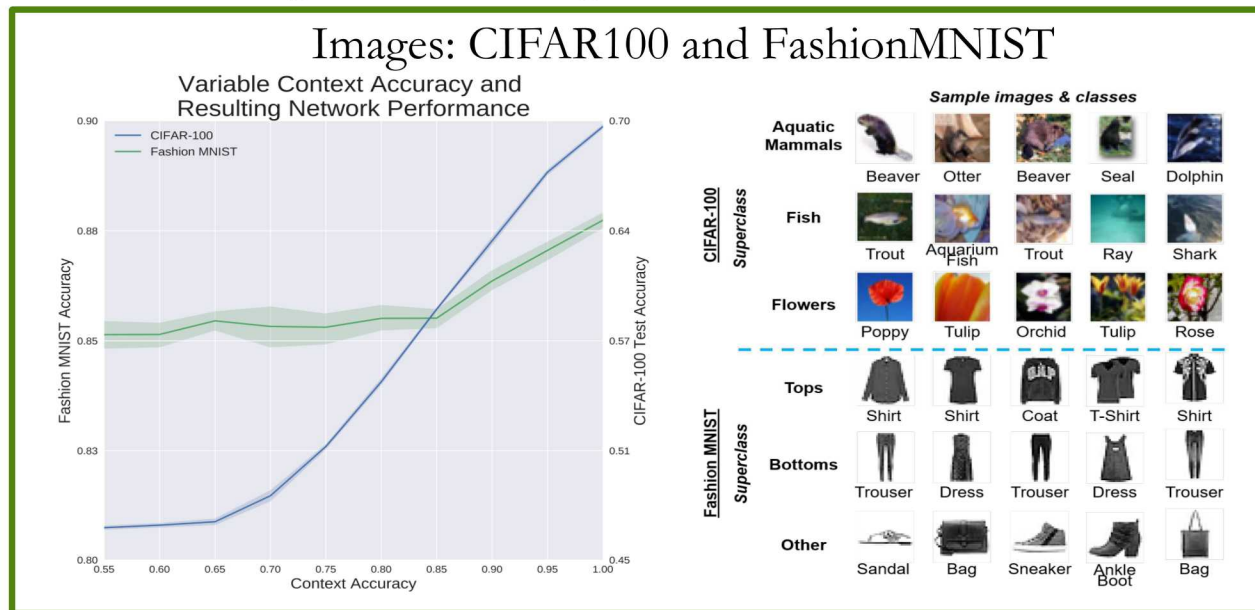 Images: CIFAR100 and FashionMNIST
Variable Context Accuracy and
Resulting Network Performance
CIFAR-100
Fashion MNIST
0.90
0.88
0.85
0.83
0.80
Fashion MNIST Accuracy
0.55
0.60
0.65
0.70
0.75
0.80
0.85
0.90
0.95
1.00
Context Accuracy
0.70
0.64
0.57
0.51
0.45
CIFAR-100 Test Accuracy
Sample images & classes
CIFAR-100
Superclass
Aquatic
Mammals
Beaver Otter Beaver Seal Dolphin
Fish
Trout Aquarium Fish Trout Ray Shark
Flowers
Poppy Tulip Orchid Tulip Rose
Fashion MNIST
Superclass
Tops
GAP
Shirt Shirt Coat T-Shirt Shirt
Bottoms
Trouser Dress Trouser Dress Trouser
Other
Sandal Bag Sneaker Ankle Boot Bag